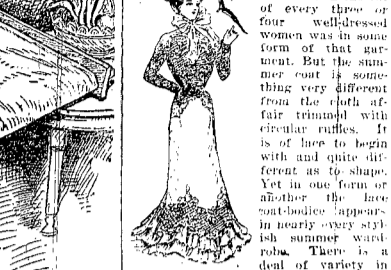 of every three or
four well-dressed
women was in some
form of that gar-
ment. But the sum-
mer coat is some-
thing very different
from the cloth af-
fair trimmed with
circular ruffles. It
is of lace to begin
with and quite dif-
ferent as to shape.
Yet in one form or
another the lace
coat-bodice appears
in nearly every styl-
ish summer ward-
robe. There is a
deal of variety in